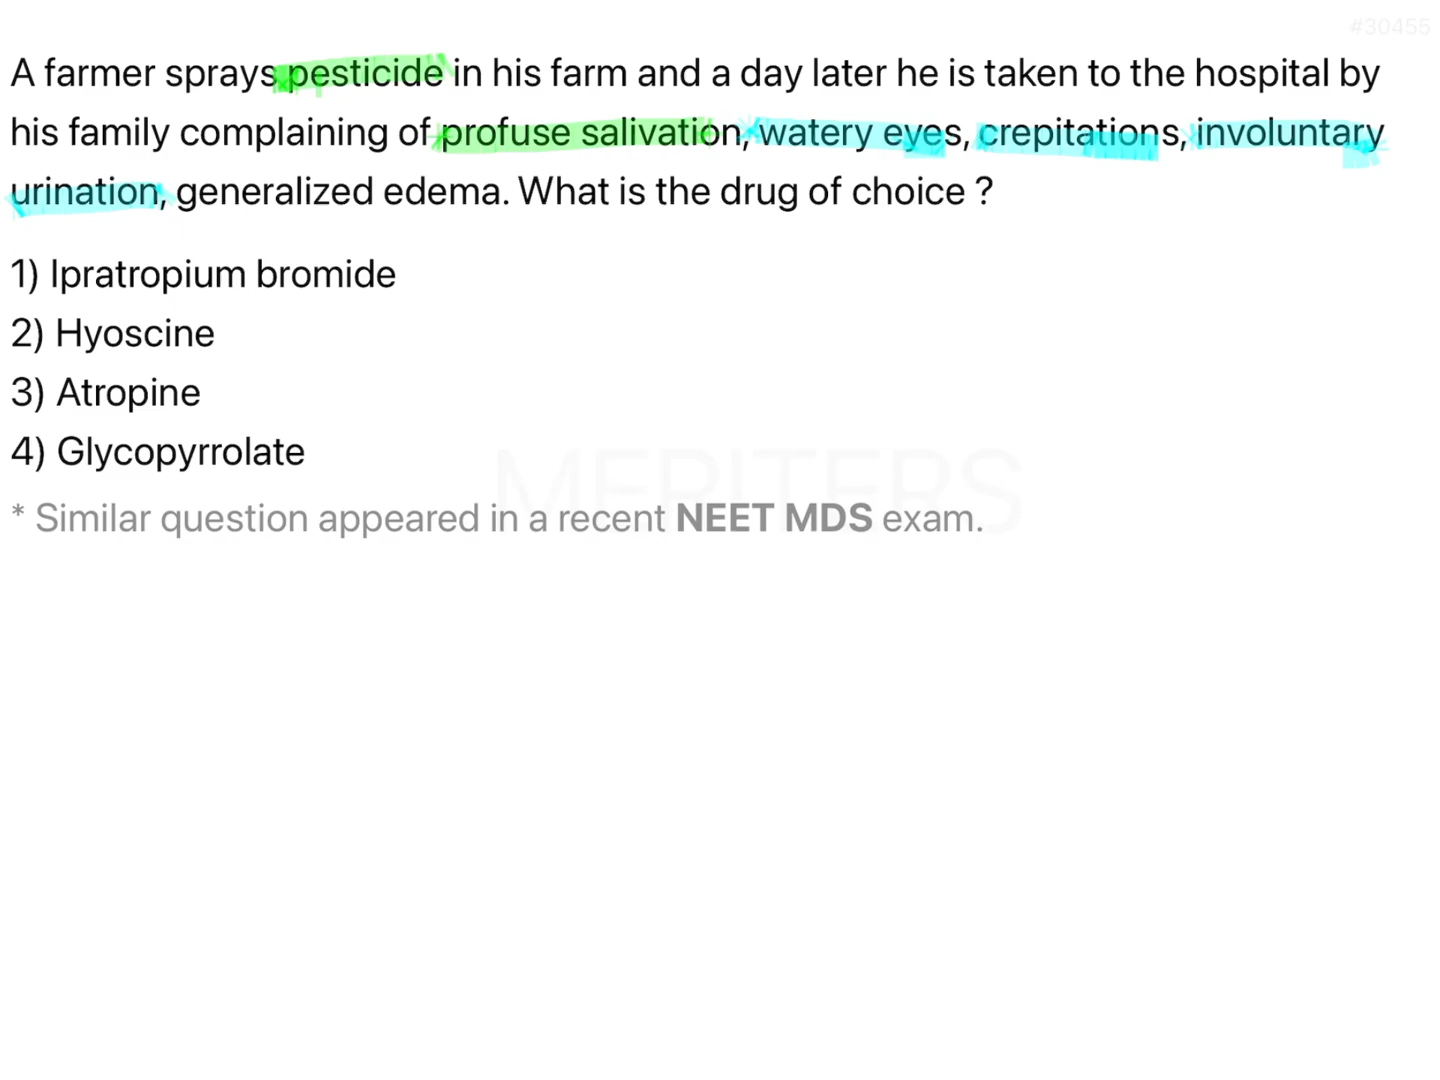 #30455
A farmer sprays pesticide in his farm and a day later he is taken to the hospital by
his family complaining of profuse salivation, watery eyes, crepitations, involuntary
urination, generalized edema. What is the drug of choice ?
1) Ipratropium bromide
2) Hyoscine
3) Atropine
4) Glycopyrrolate
MERITERS
* Similar question appeared in a recent NEET MDS exam.